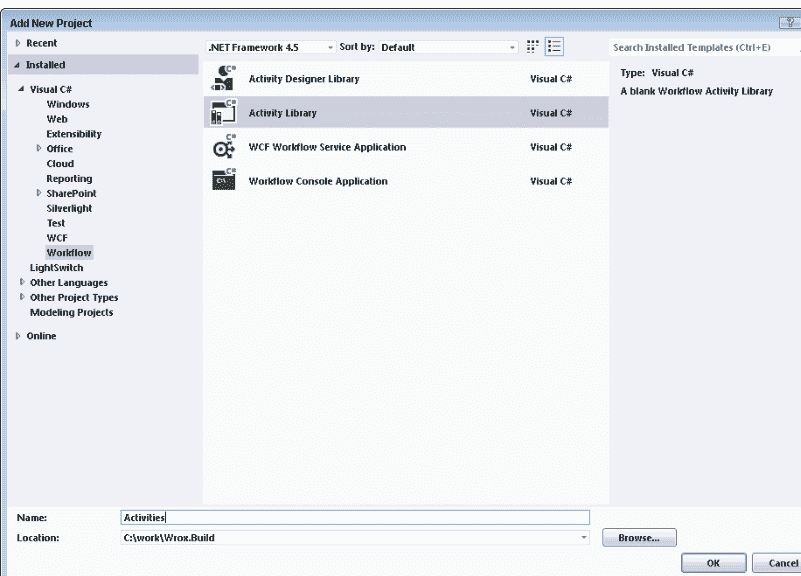 Add New Project
Recent
Installed
Visual C#
Windows
Web
Extensibility
Office
Cloud
Reporting
SharePoint
Silverlight
Test
WCF
Workflow
LightSwitch
Other Languages
Other Project Types
Modeling Projects
Online
.NET Framework 4.5 Sort by: Default
Activity Designer Library Visual C#
Activity Library Visual C#
WCF Workflow Service Application Visual C#
Workflow Console Application Visual C#
Search Installed Templates (Ctrl+E)
Type: Visual C#
A blank Workflow Activity Library
Name: Activities
Location: C:\work\Wrox.Build
Browse...
OK Cancel